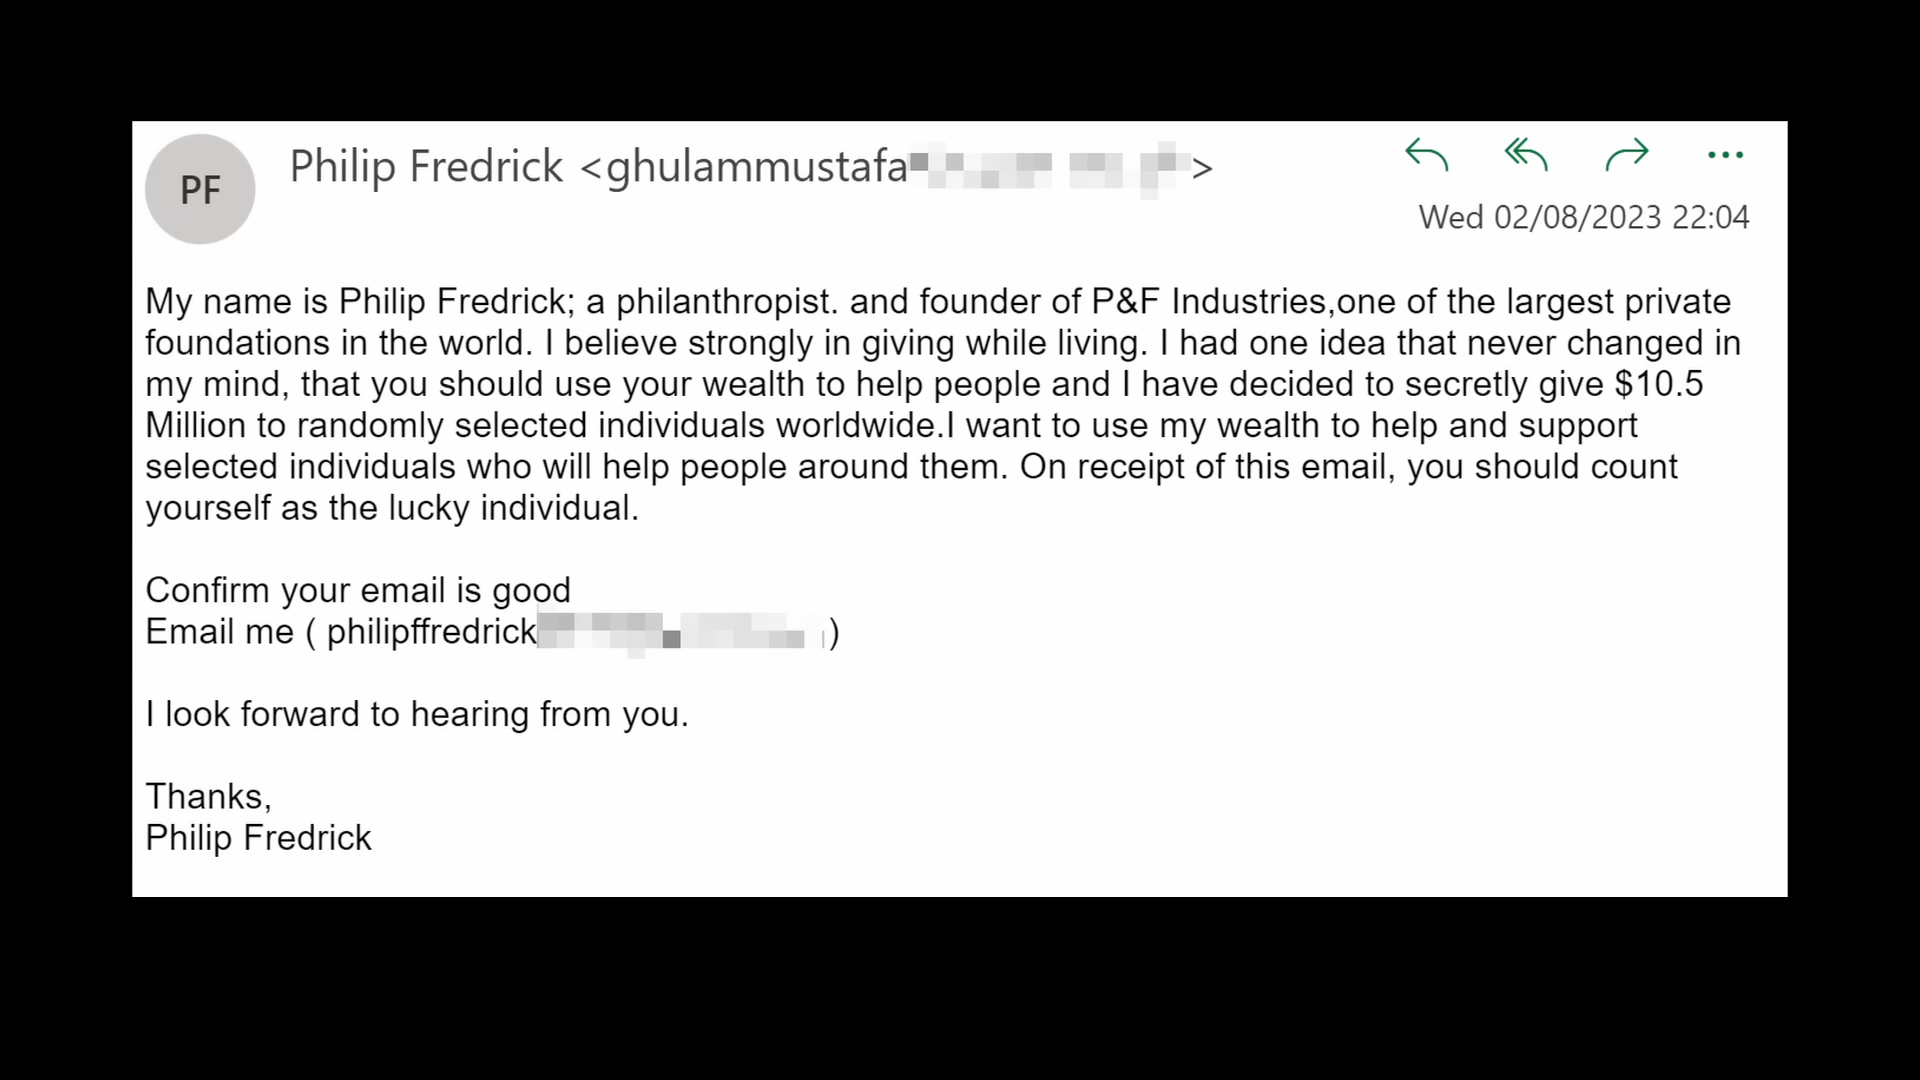 PF
Philip Fredrick <ghulammustafa >
Wed 02/08/2023 22:04
My name is Philip Fredrick; a philanthropist. and founder of P&F Industries,one of the largest private
foundations in the world. I believe strongly in giving while living. I had one idea that never changed in
my mind, that you should use your wealth to help people and I have decided to secretly give $10.5
Million to randomly selected individuals worldwide.I want to use my wealth to help and support
selected individuals who will help people around them. On receipt of this email, you should count
yourself as the lucky individual.
Confirm your email is good
Email me ( philipffredrick )
I look forward to hearing from you.
Thanks,
Philip Fredrick